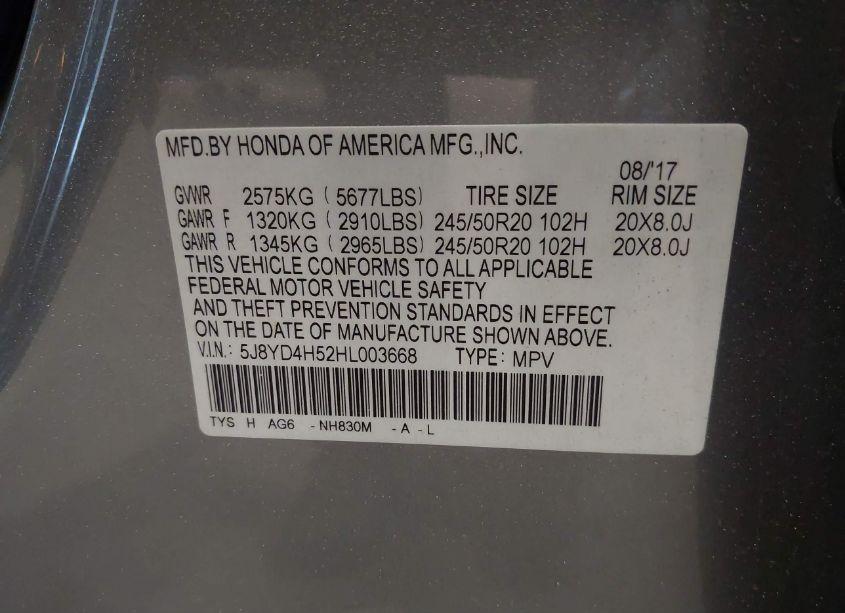 MFD.BY HONDA OF AMERICA MFG.,INC.
08/'17
GVWR 2575KG ( 5677LBS) TIRE SIZE RIM SIZE
GAWR F 1320KG ( 2910LBS) 245/50R20 102H 20X8.0J
GAWR R 1345KG ( 2965LBS) 245/50R20 102H 20X8.0J
THIS VEHICLE CONFORMS TO ALL APPLICABLE
FEDERAL MOTOR VEHICLE SAFETY
AND THEFT PREVENTION STANDARDS IN EFFECT
ON THE DATE OF MANUFACTURE SHOWN ABOVE.
V.I.N.: 5J8YD4H52HL003668 TYPE: MPV
TYS H AG6 -NH830M -A -L